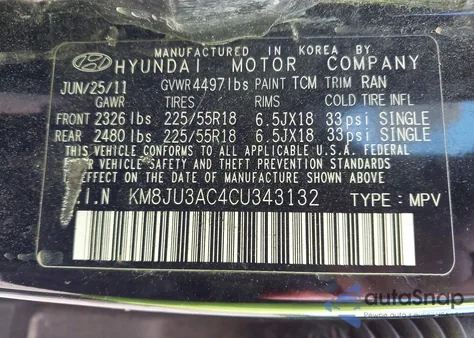 MANUFACTURED IN KOREA BY
HYUNDAI MOTOR COMPANY
JUN/25/11 GVWR 4497lbs PAINT TCM TRIM RAN
GAWR TIRES RIMS COLD TIRE INFL
FRONT 2326 lbs 225/55R18 6.5JX18 33psi SINGLE
REAR 2480 lbs 225/55R18 6.5JX18 33psi SINGLE
THIS VEHICLE CONFORMS TO ALL APPLICABLE U.S.A. FEDERAL
MOTOR VEHICLE SAFETY AND THEFT PREVENTION STANDARDS IN
EFFECT ON THE DATE OF MANUFACTURE SHOWN ABOVE.
V.I.N KM8JU3AC4CU343132 TYPE : MPV
autoSnap